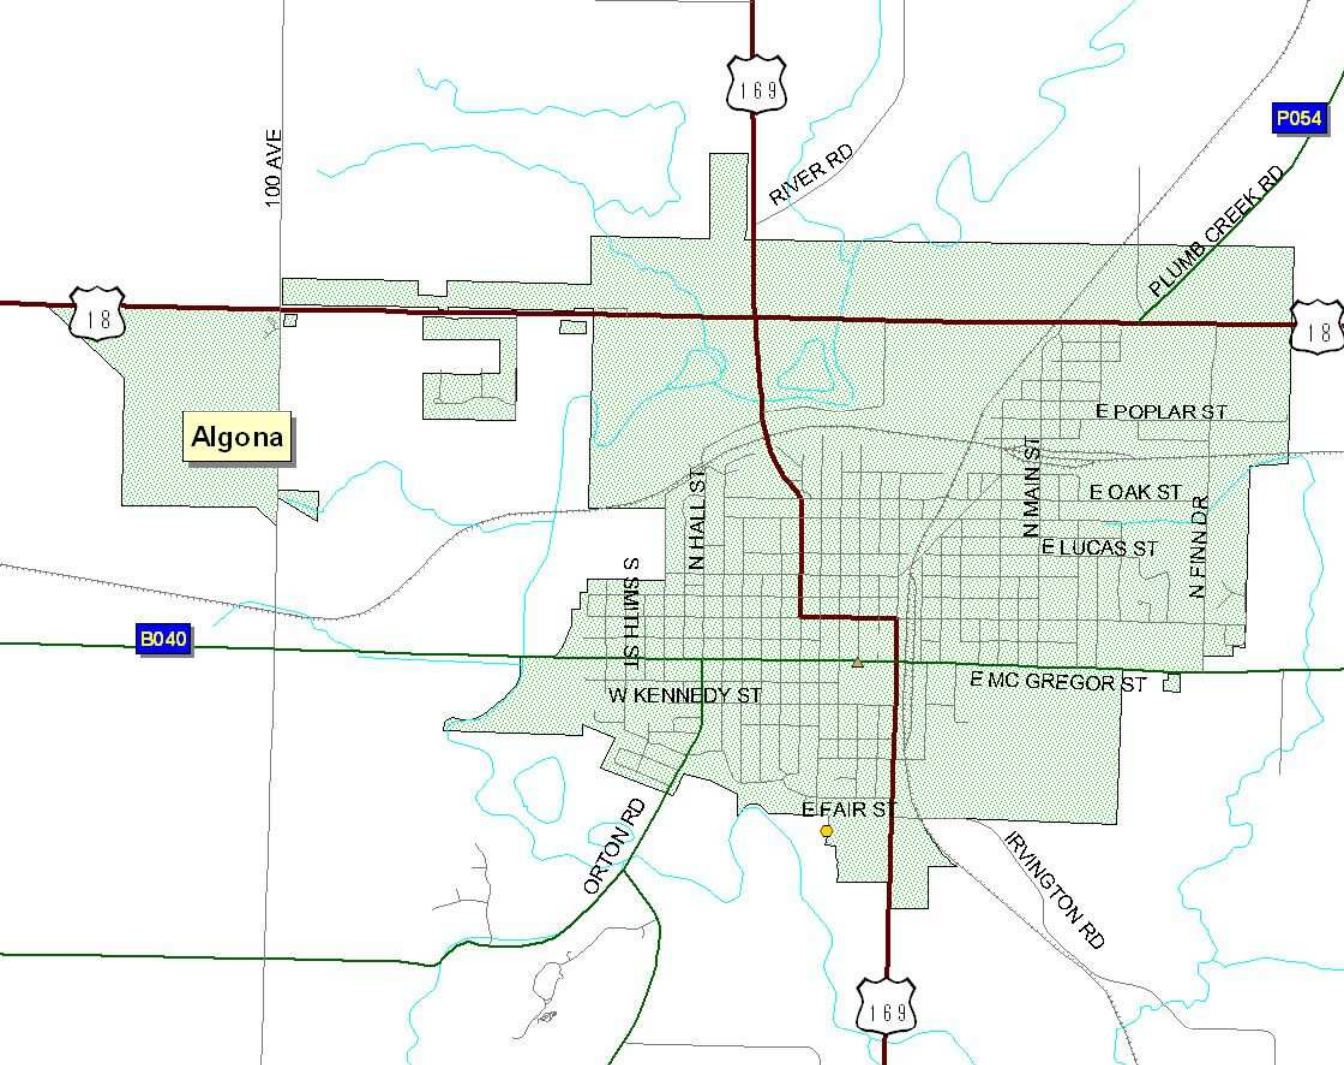 169
P054
100 AVE
RIVER RD
PLUMB CREEK RD
18
18
E POPLAR ST
Algona
N MAIN ST
N HALL ST
E OAK ST
N FINN DR
E LUCAS ST
S SMITH ST
B040
E MC GREGOR ST
W KENNEDY ST
E FAIR ST
ORTON RD
IRVINGTON RD
169